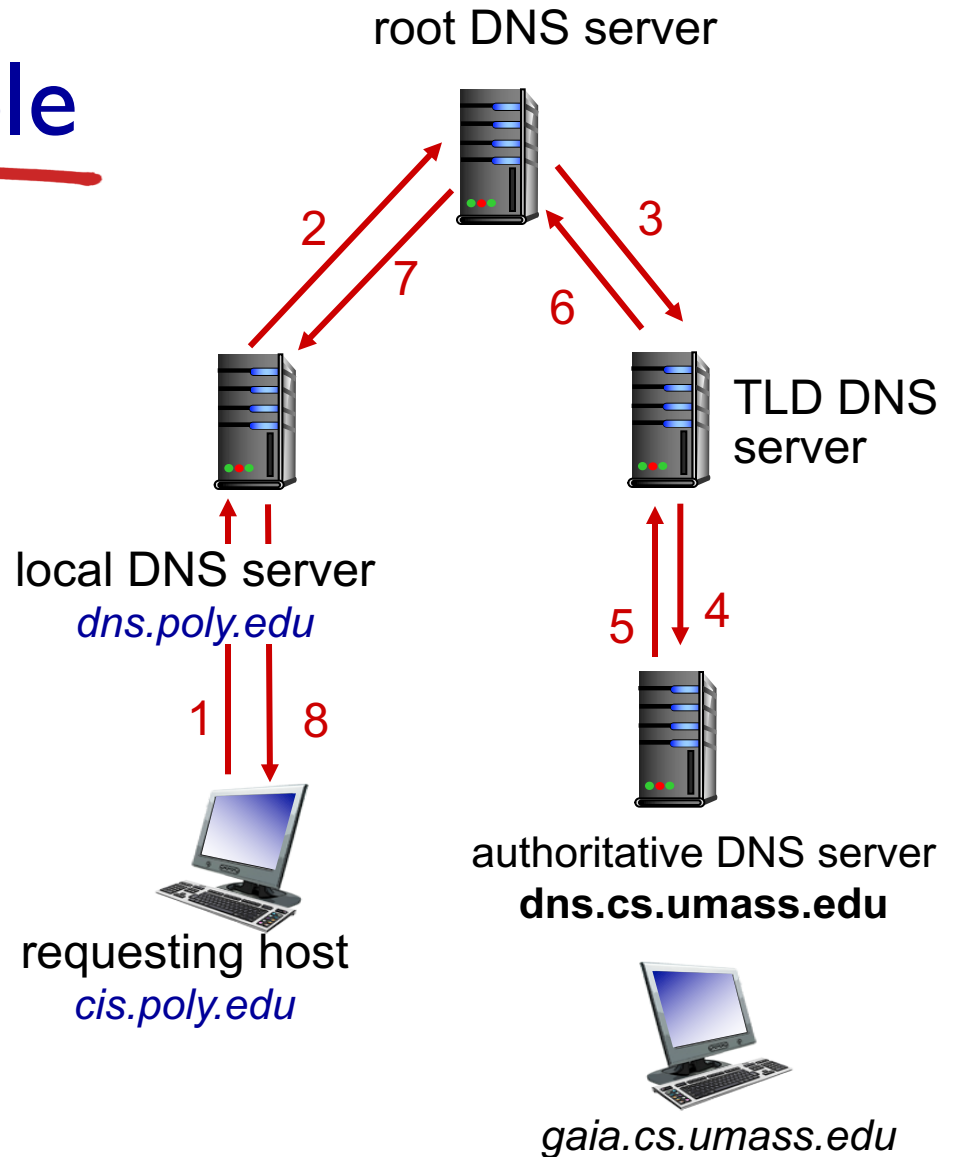 root DNS server
le
2
3
7
6
TLD DNS
server
local DNS server
dns.poly.edu
5
4
1
8
authoritative DNS server
dns.cs.umass.edu
requesting host
cis.poly.edu
gaia.cs.umass.edu